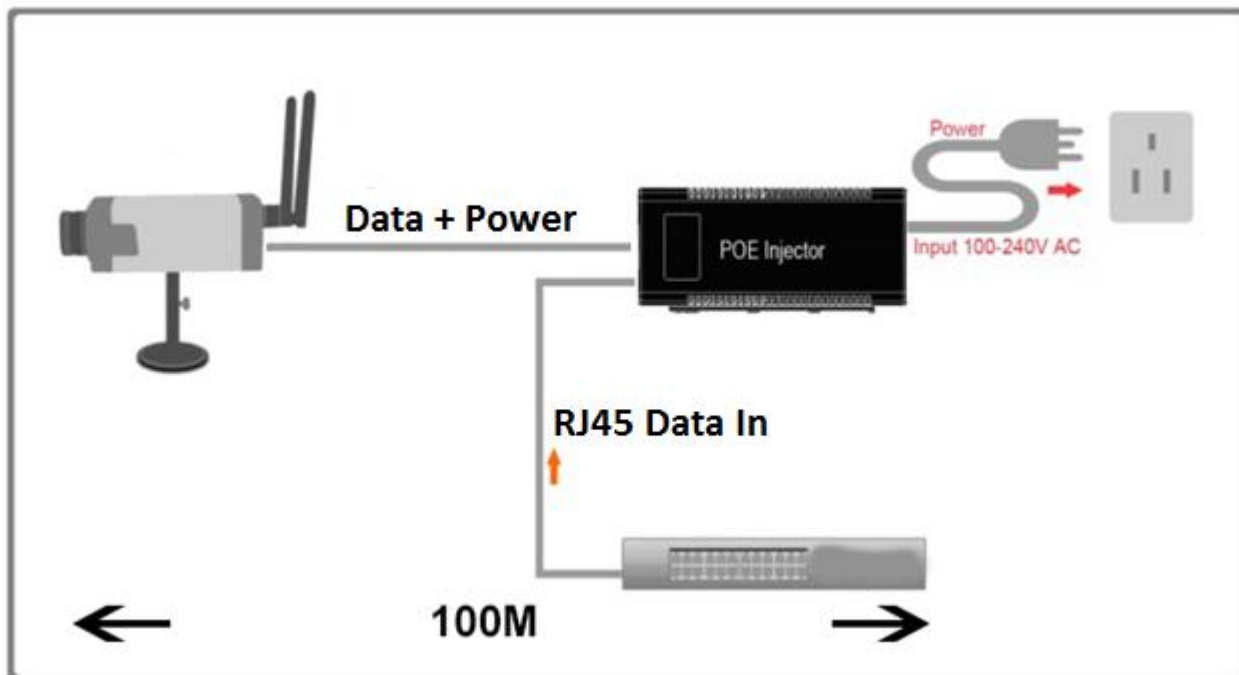 Power
Data + Power
POE Injector
Input 100-240V AC
RJ45 Data In
100M